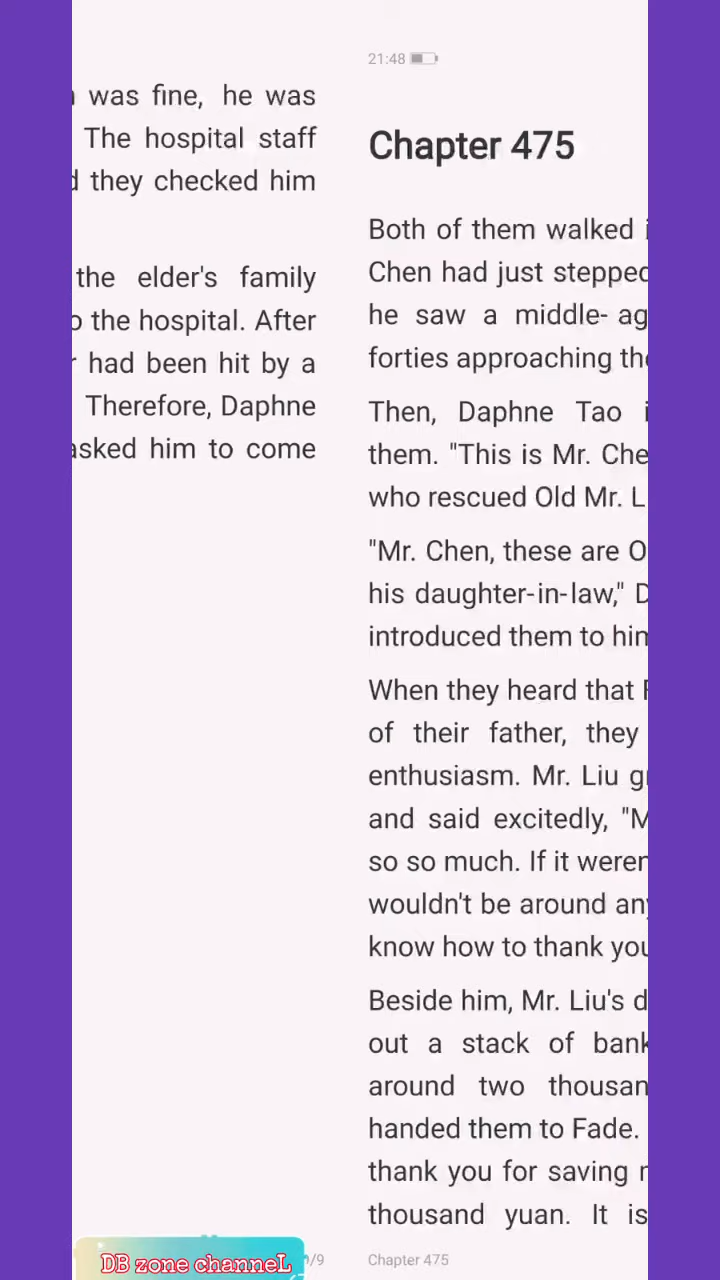 was fine, he was
The hospital staff
they checked him
the elder's family
the hospital. After
had been hit by a
Therefore, Daphne
asked him to come
/9
21:48
Chapter 475
Both of them walked
Chen had just stepped
he saw a middle- ag
forties approaching the
Then, Daphne Tao
them. "This is Mr. Che
who rescued Old Mr. L
"Mr. Chen, these are O
his daughter-in-law," D
introduced them to him
When they heard that
of their father, they
enthusiasm. Mr. Liu gr
and said excitedly, "M
so so much. If it weren
wouldn't be around any
know how to thank you
Beside him, Mr. Liu's d
out a stack of bank
around two thousan
handed them to Fade.
thank you for saving
thousand yuan. It is
Chapter 475
DB zone channeL